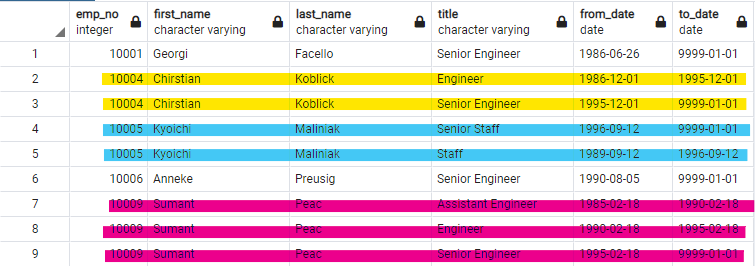 emp_no first_name last_name title from_date to_date
integer character varying character varying character varying date date
1 10001 Georgi Facello Senior Engineer 1986-06-26 9999-01-01
2 10004 Chirstian Koblick Engineer 1986-12-01 1995-12-01
3 10004 Chirstian Koblick Senior Engineer 1995-12-01 9999-01-01
4 10005 Kyoichi Maliniak Senior Staff 1996-09-12 9999-01-01
5 10005 Kyoichi Maliniak Staff 1989-09-12 1996-09-12
6 10006 Anneke Preusig Senior Engineer 1990-08-05 9999-01-01
7 10009 Sumant Peac Assistant Engineer 1985-02-18 1990-02-18
8 10009 Sumant Peac Engineer 1990-02-18 1995-02-18
9 10009 Sumant Peac Senior Engineer 1995-02-18 9999-01-01